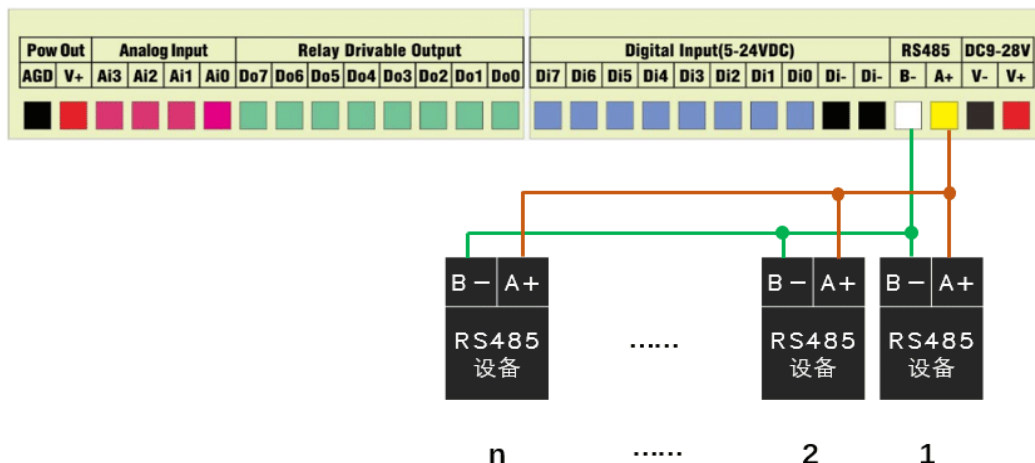 Pow Out Analog Input Relay Drivable Output Digital Input(5-24VDC) RS485 DC9-28V
AGD V+ Ai3 Ai2 Ai1 Ai0 Do7 Do6 Do5 Do4 Do3 Do2 Do1 Do0 Di7 Di6 Di5 Di4 Di3 Di2 Di1 Di0 Di- Di- B- A+ V- V+
B - A+ B - A+ B - A+
RS485 …… RS485 RS485
设备 设备 设备
n …… 2 1